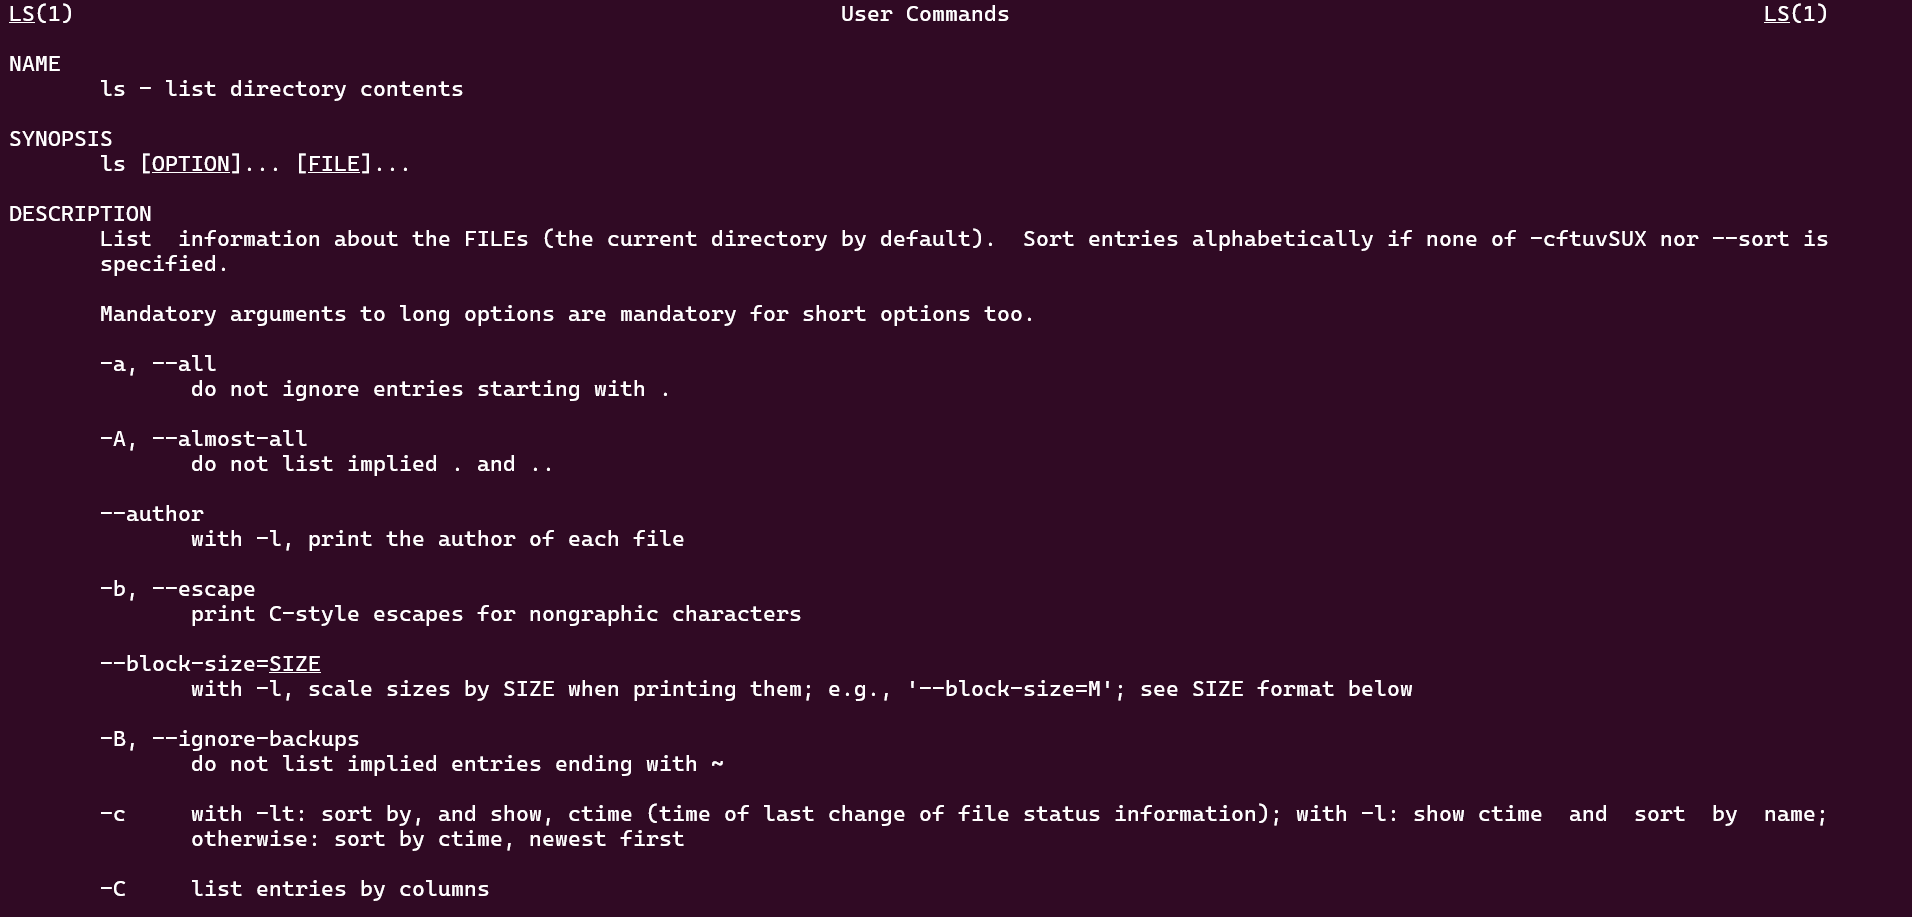 LS(1)                                                           User Commands                                                          LS(1)
NAME
       ls - list directory contents
SYNOPSIS
       ls [OPTION]... [FILE]...
DESCRIPTION
       List  information about the FILEs (the current directory by default).  Sort entries alphabetically if none of -cftuvSUX nor --sort is
       specified.
       Mandatory arguments to long options are mandatory for short options too.
       -a, --all
              do not ignore entries starting with .
       -A, --almost-all
              do not list implied . and ..
       --author
              with -l, print the author of each file
       -b, --escape
              print C-style escapes for nongraphic characters
       --block-size=SIZE
              with -l, scale sizes by SIZE when printing them; e.g., '--block-size=M'; see SIZE format below
       -B, --ignore-backups
              do not list implied entries ending with ~
       -c     with -lt: sort by, and show, ctime (time of last change of file status information); with -l: show ctime  and  sort  by  name;
              otherwise: sort by ctime, newest first
       -C     list entries by columns